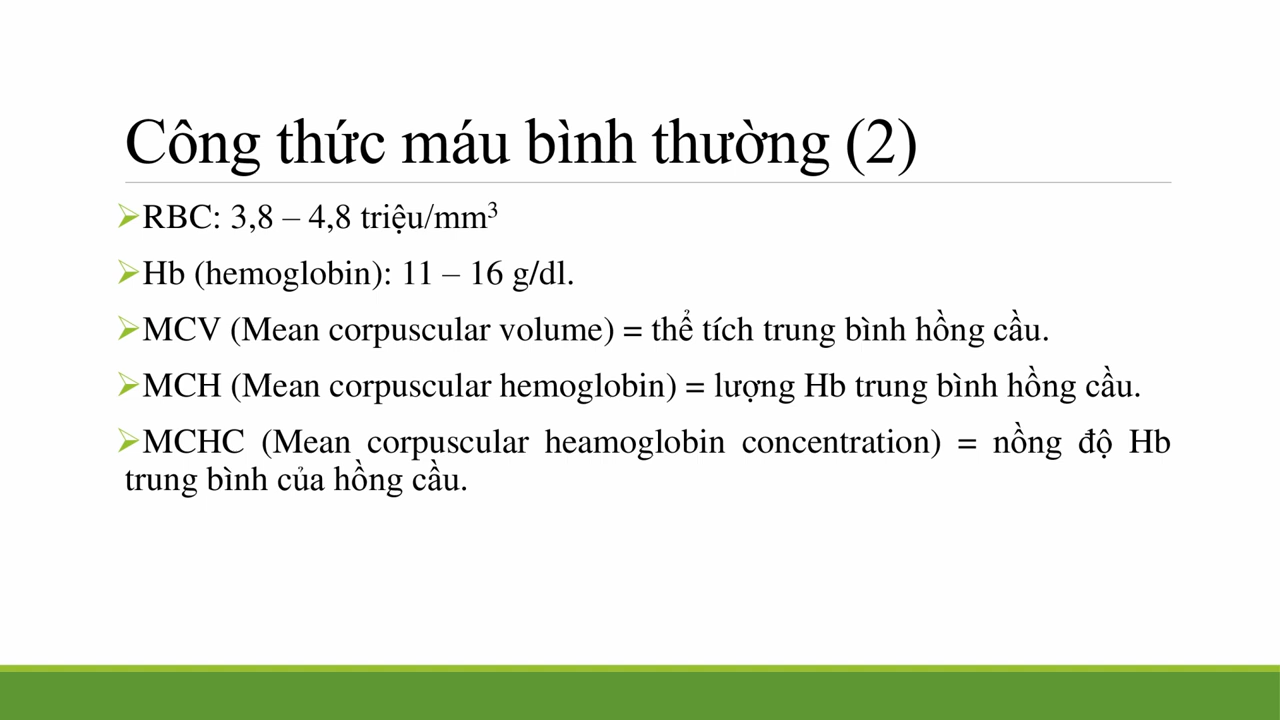 Công thức máu bình thường (2)
➢RBC: 3,8 – 4,8 triệu/mm³
➢Hb (hemoglobin): 11 – 16 g/dl.
➢MCV (Mean corpuscular volume) = thể tích trung bình hồng cầu.
➢MCH (Mean corpuscular hemoglobin) = lượng Hb trung bình hồng cầu.
➢MCHC (Mean corpuscular heamoglobin concentration) = nồng độ Hb
trung bình của hồng cầu.